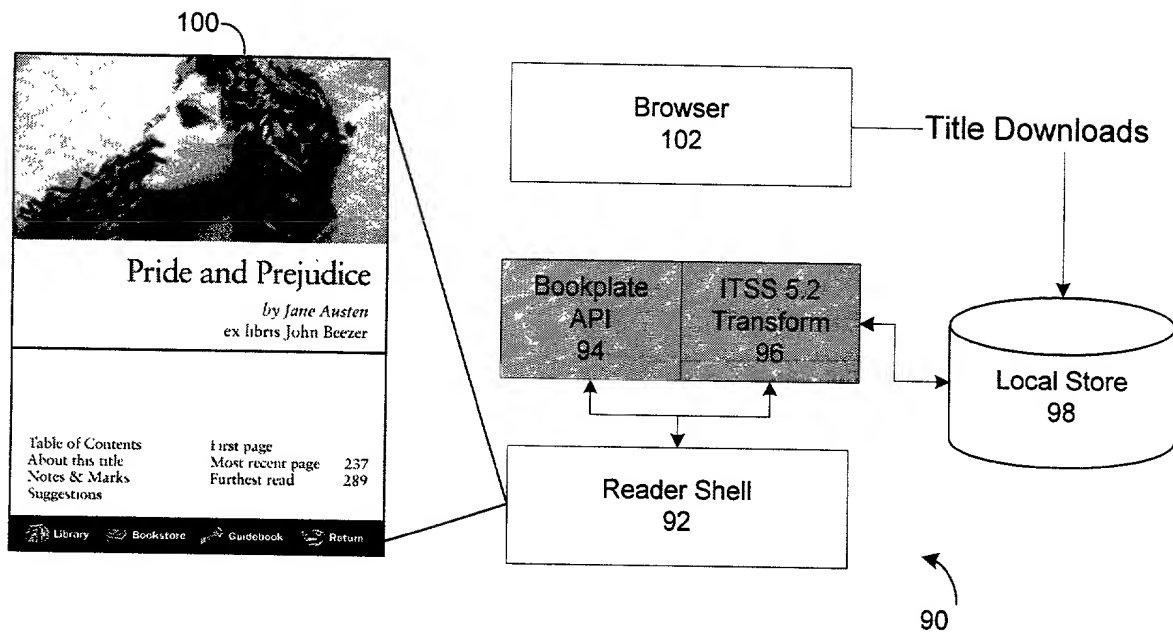 100
Pride and Prejudice
by Jane Austen
ex libris John Beezer
Table of Contents
About this title
Notes & Marks
Suggestions
First page
Most recent page 237
Furthest read 289
Library Bookstore Guidebook Return
Browser
102
Title Downloads
Bookplate
API
94
ITSS 5.2
Transform
96
Local Store
98
Reader Shell
92
90